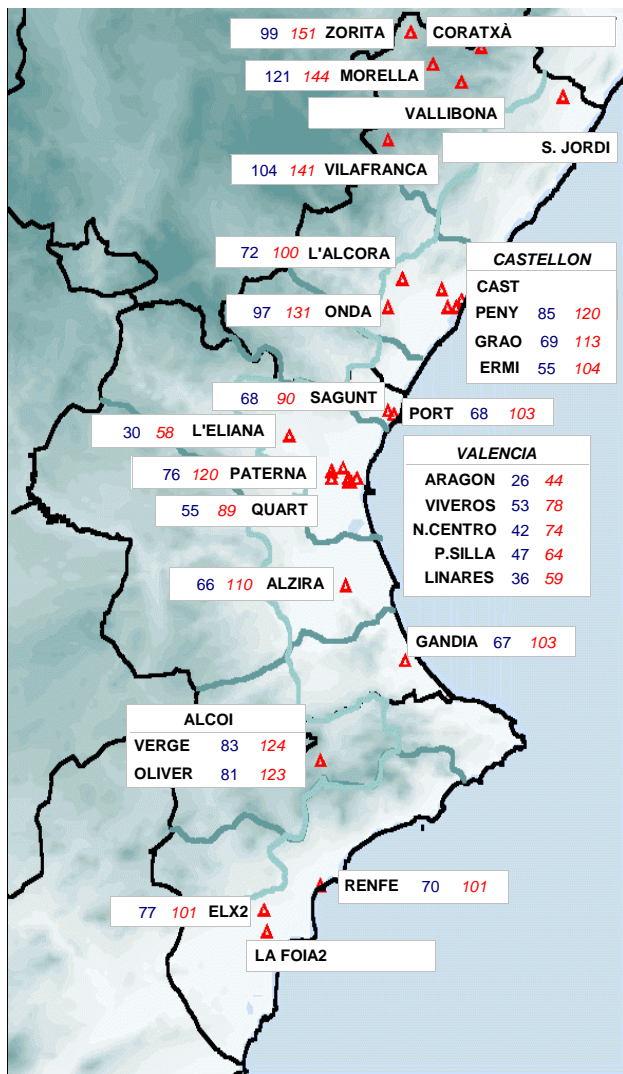 99 151 ZORITA
CORATXÀ
121 144 MORELLA
VALLIBONA
S. JORDI
104 141 VILAFRANCA
72 100 L'ALCORA
CASTELLON
CAST
PENY 85 120
GRAO 69 113
ERMI 55 104
97 131 ONDA
68 90 SAGUNT
PORT 68 103
30 58 L'ELIANA
76 120 PATERNA
55 89 QUART
VALENCIA
ARAGON 26 44
VIVEROS 53 78
N.CENTRO 42 74
P.SILLA 47 64
LINARES 36 59
66 110 ALZIRA
GANDIA 67 103
ALCOI
VERGE 83 124
OLIVER 81 123
RENFE 70 101
77 101 ELX2
LA FOIA2